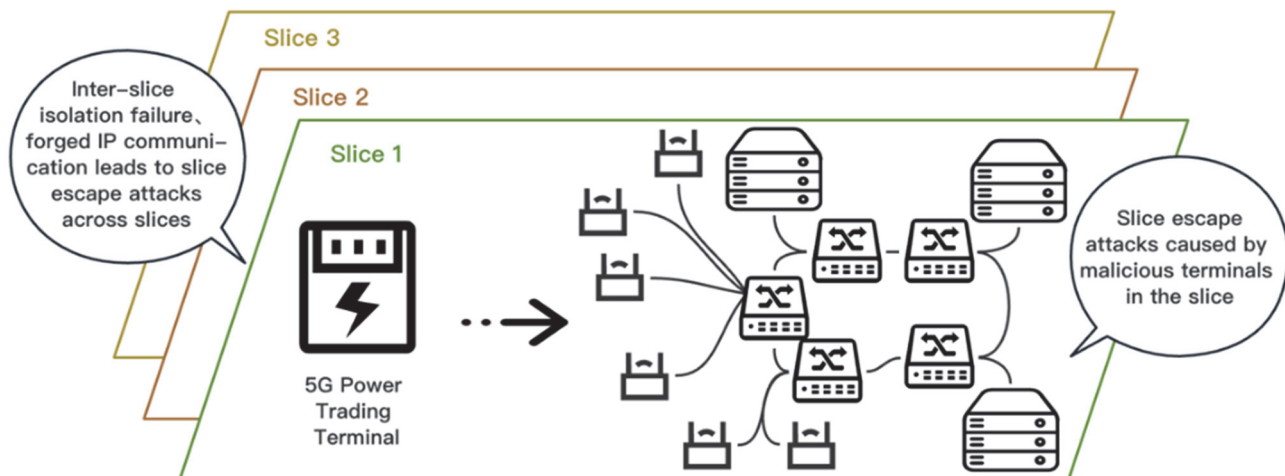 Slice 3
Slice 2
Slice 1
Inter-slice
isolation failure、
forged IP communi-
cation leads to slice
escape attacks
across slices
5G Power
Trading
Terminal
Slice escape
attacks caused by
malicious terminals
in the slice